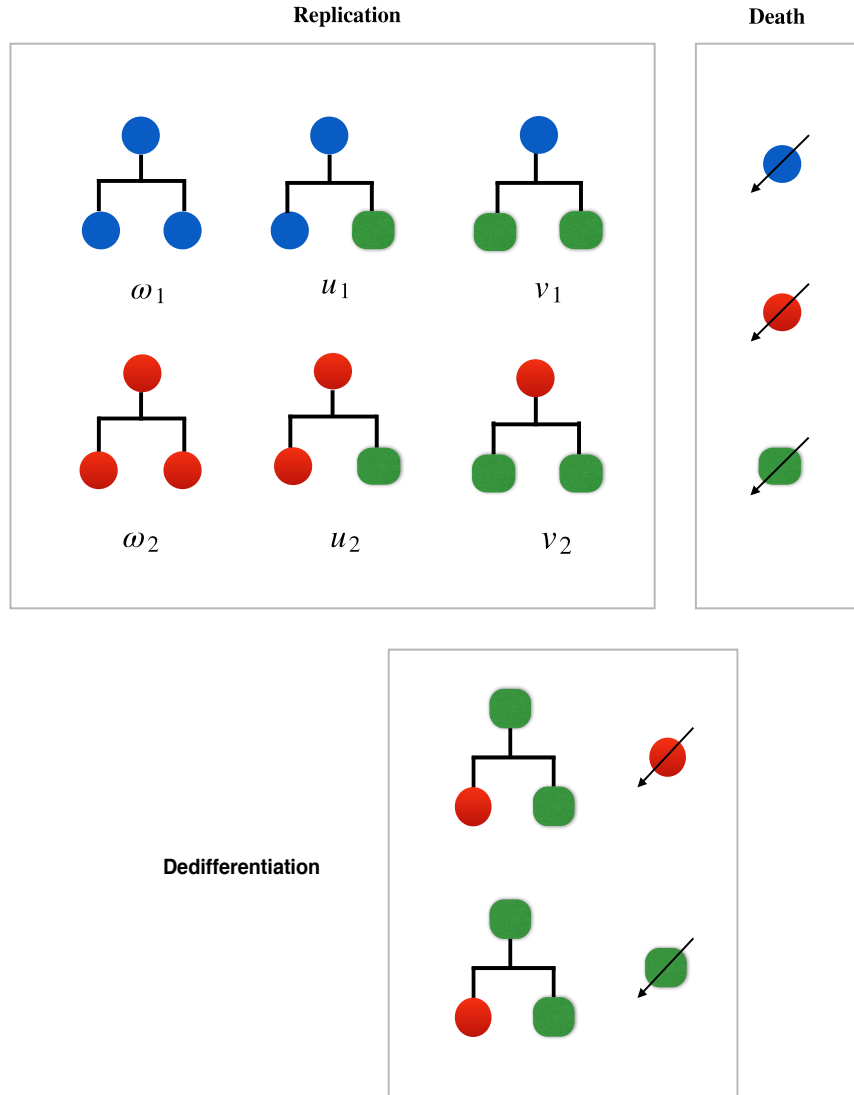 Replication
Death
ω1
u1
v1
ω2
u2
v2
Dedifferentiation